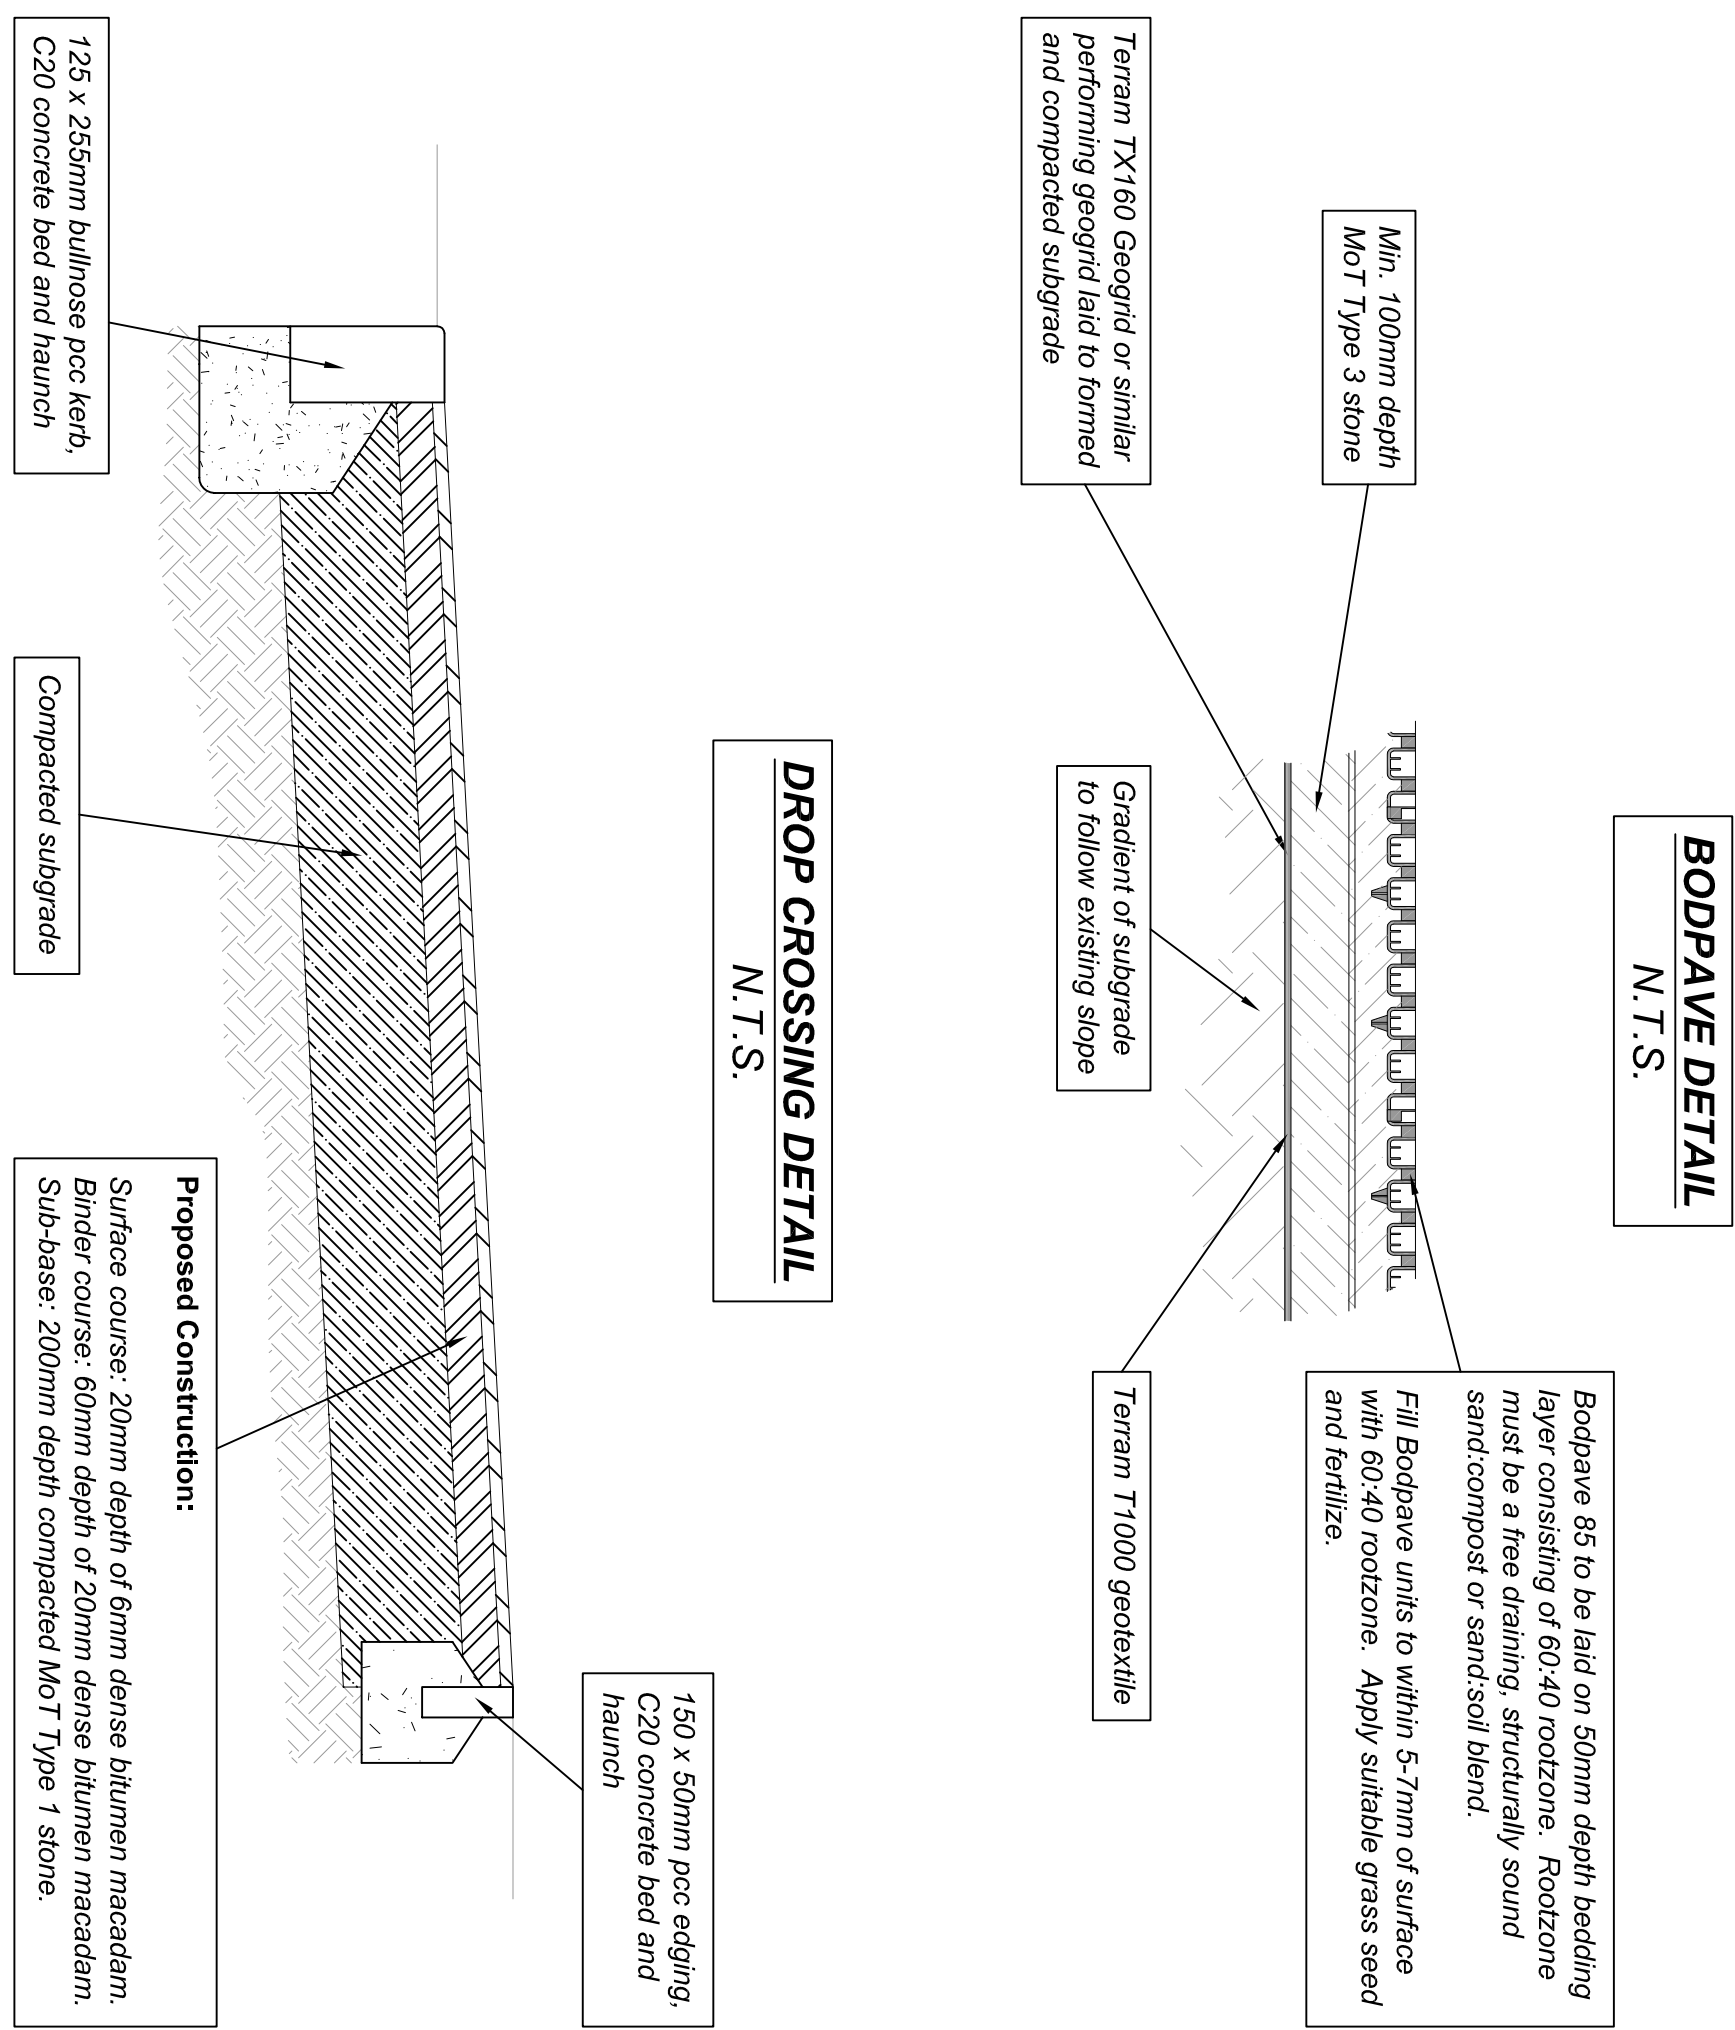 BODPAVE DETAIL
N.T.S.
Min. 100mm depth
MoT Type 3 stone
Terram TX160 Geogrid or similar
performing geogrid laid to formed
and compacted subgrade
Gradient of subgrade
to follow existing slope
Bodpave 85 to be laid on 50mm depth bedding
layer consisting of 60:40 rootzone. Rootzone
must be a free draining, structurally sound
sand:compost or sand:soil blend.
Fill Bodpave units to within 5-7mm of surface
with 60:40 rootzone. Apply suitable grass seed
and fertilize.
Terram T1000 geotextile
DROP CROSSING DETAIL
N.T.S.
125 x 255mm bullnose pcc kerb,
C20 concrete bed and haunch
Compacted subgrade
Proposed Construction:
Surface course: 20mm depth of 6mm dense bitumen macadam.
Binder course: 60mm depth of 20mm dense bitumen macadam.
Sub-base: 200mm depth compacted MoT Type 1 stone.
150 x 50mm pcc edging,
C20 concrete bed and
haunch